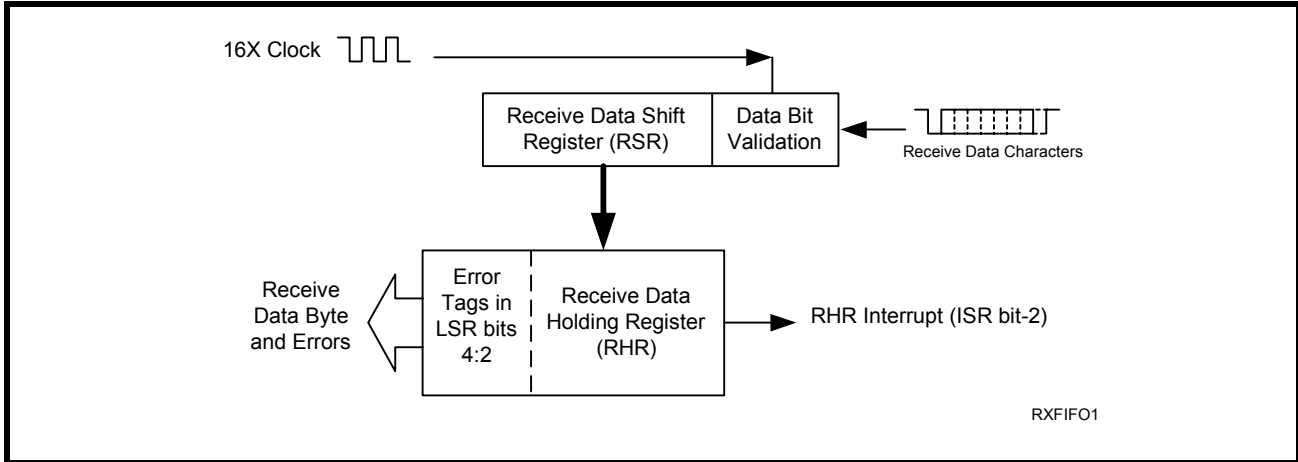 16X Clock
Receive Data Shift
Register (RSR)
Data Bit
Validation
Receive Data Characters
Receive
Data Byte
and Errors
Error
Tags in
LSR bits
4:2
Receive Data
Holding Register
(RHR)
RHR Interrupt (ISR bit-2)
RXFIFO1